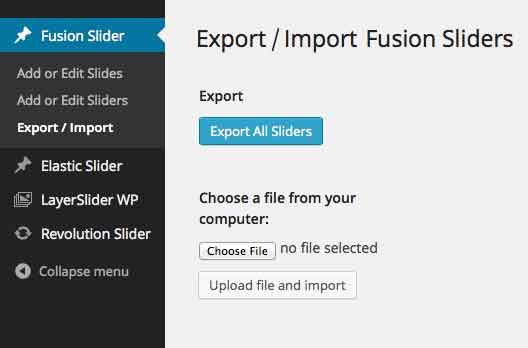 Fusion Slider
Add or Edit Slides
Add or Edit Sliders
Export / Import
Elastic Slider
LayerSlider WP
Revolution Slider
Collapse menu
Export / Import Fusion Sliders
Export
Export All Sliders
Choose a file from your
computer:
Choose File no file selected
Upload file and import